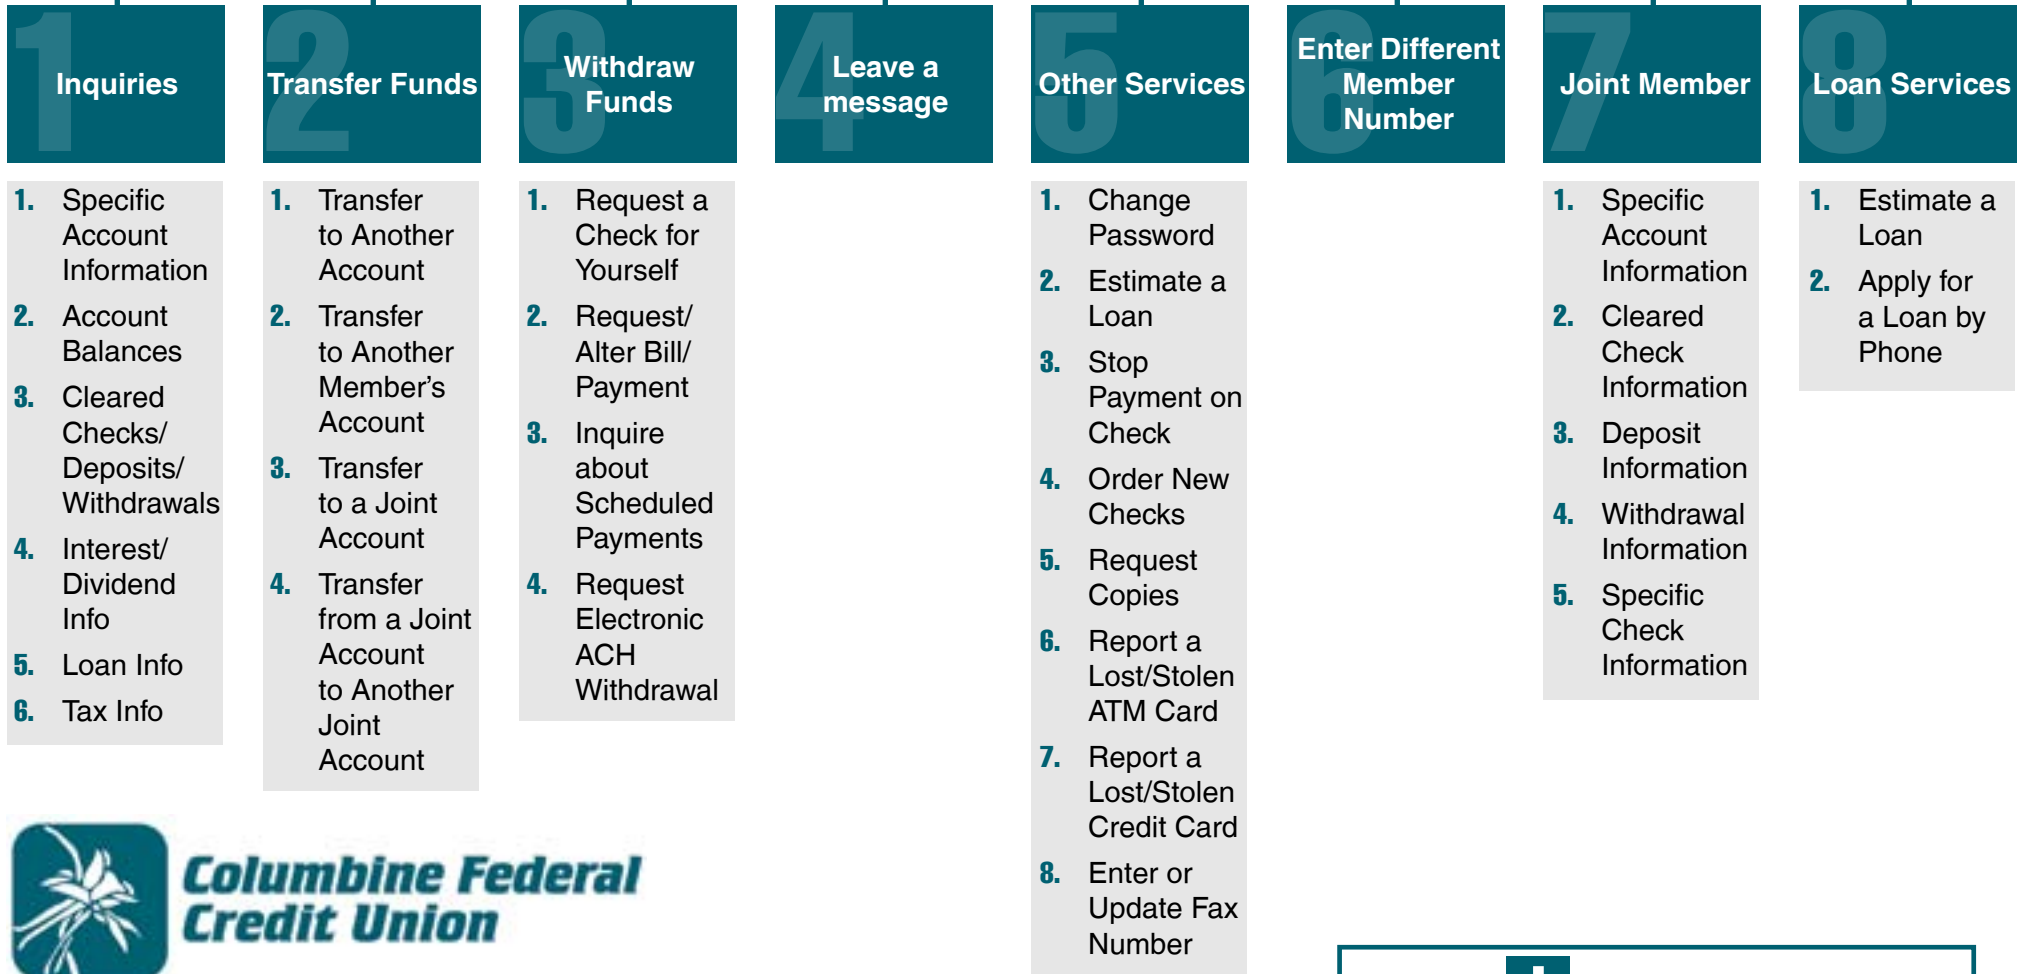 1
Inquiries
1. Specific
Account
Information
2. Account
Balances
3. Cleared
Checks/
Deposits/
Withdrawals
4. Interest/
Dividend
Info
5. Loan Info
6. Tax Info
2
Transfer Funds
1. Transfer
to Another
Account
2. Transfer
to Another
Member’s
Account
3. Transfer
to a Joint
Account
4. Transfer
from a Joint
Account
to Another
Joint
Account
3
Withdraw
Funds
1. Request a
Check for
Yourself
2. Request/
Alter Bill/
Payment
3. Inquire
about
Scheduled
Payments
4. Request
Electronic
ACH
Withdrawal
4
Leave a
message
5
Other Services
1. Change
Password
2. Estimate a
Loan
3. Stop
Payment on
Check
4. Order New
Checks
5. Request
Copies
6. Report a
Lost/Stolen
ATM Card
7. Report a
Lost/Stolen
Credit Card
8. Enter or
Update Fax
Number
6
Enter Different
Member
Number
7
Joint Member
1. Specific
Account
Information
2. Cleared
Check
Information
3. Deposit
Information
4. Withdrawal
Information
5. Specific
Check
Information
8
Loan Services
1. Estimate a
Loan
2. Apply for
a Loan by
Phone
Columbine Federal
Credit Union